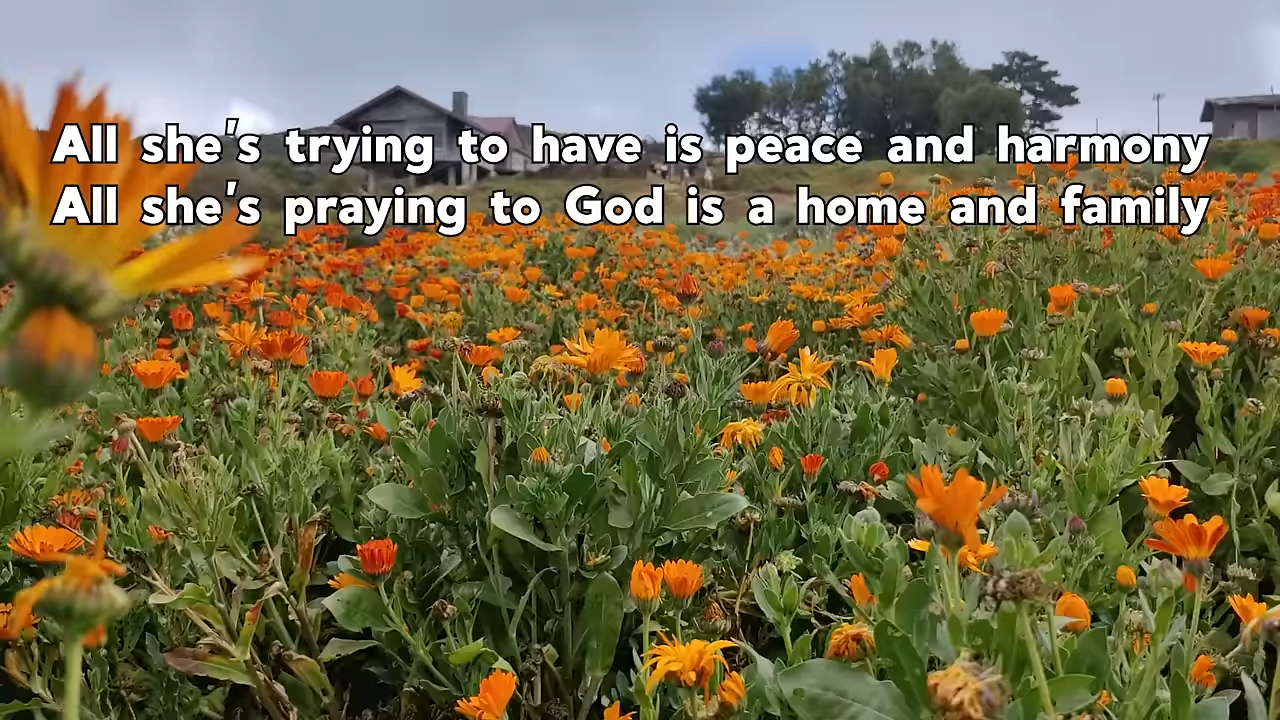 All she's trying to have is peace and harmony
All she's praying to God is a home and family